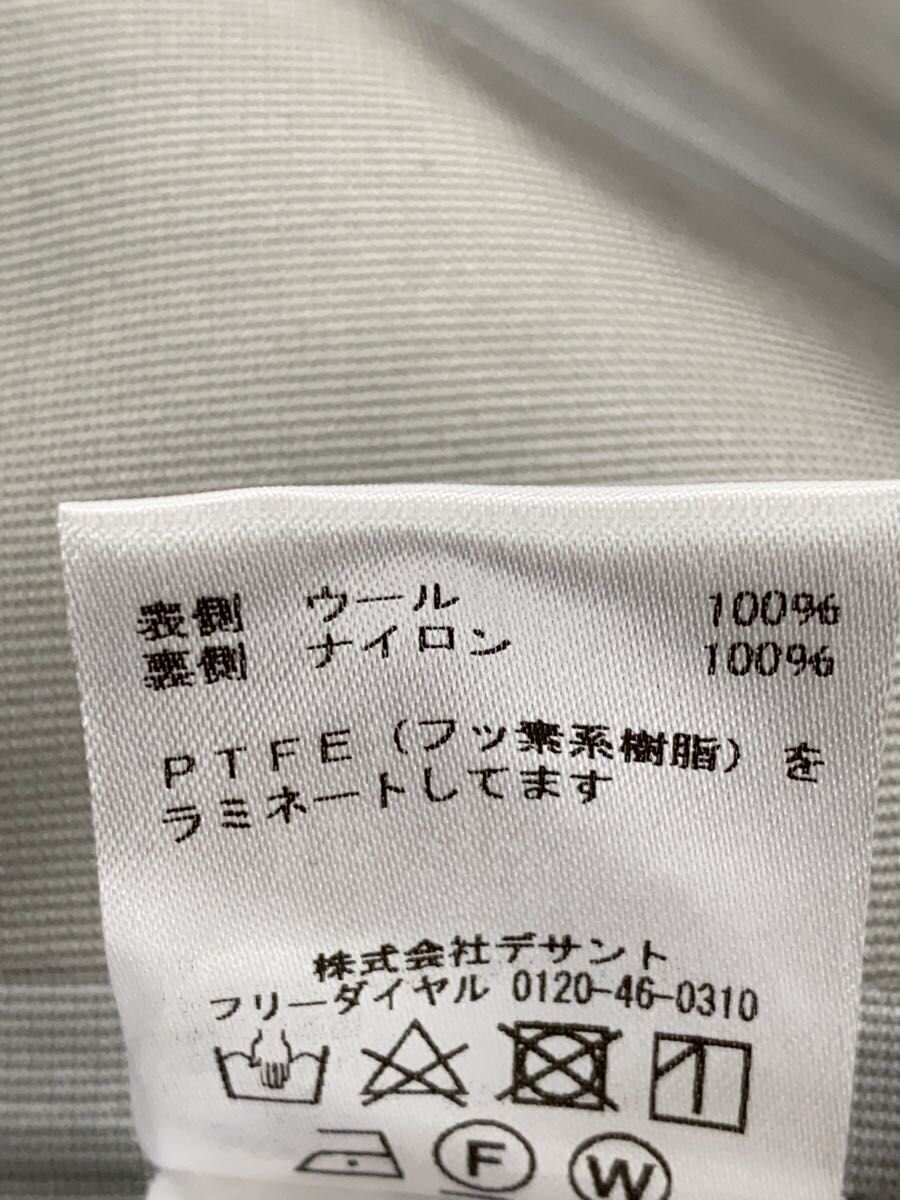 表側 ウール 100%
裏側 ナイロン 100%
PTFE(フッ素系樹脂)を
ラミネートしてます
株式会社デサント
フリーダイヤル 0120-46-0310
F W